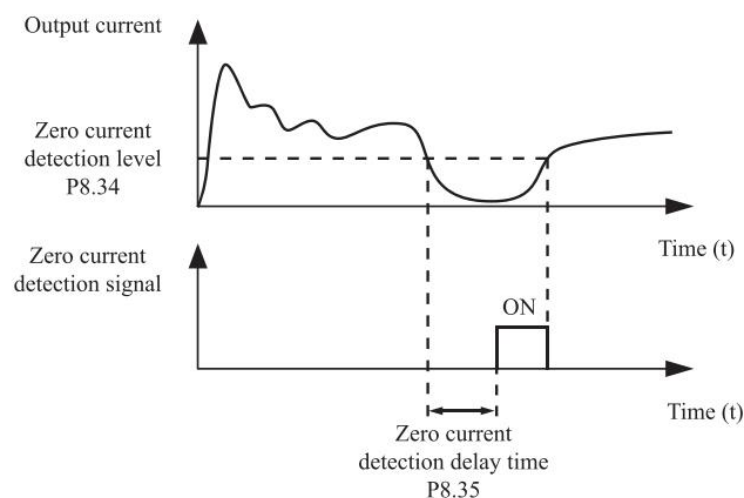 Output current
Zero current
detection level
P8.34
Time (t)
Zero current
detection signal
ON
Time (t)
Zero current
detection delay time
P8.35